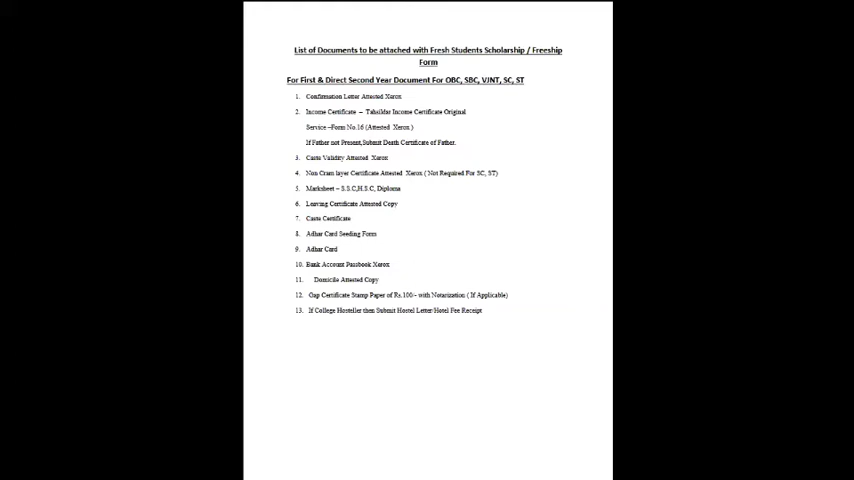 List of Documents to be attached with Fresh Students Scholarship / Freeship
Form
For First & Direct Second Year Document For OBC, SBC, VJNT, SC, ST
1. Confirmation Letter Attested Xerox
2. Income Certificate – Tahsildar Income Certificate Original
Service –Form No.16 (Attested Xerox )
If Father not Present,Submit Death Certificate of Father.
3. Caste Validity Attested Xerox
4. Non Cream layer Certificate Attested Xerox ( Not Required For SC, ST)
5. Marksheet – S.S.C,H.S.C, Diploma
6. Leaving Certificate Attested Copy
7. Caste Certificate
8. Adhar Card Seeding Form
9. Adhar Card
10. Bank Account Passbook Xerox
11. Domicile Attested Copy
12. Gap Certificate Stamp Paper of Rs.100/- with Notarization ( If Applicable)
13. If College Hosteller then Submit Hostel Letter/Hotel Fee Receipt